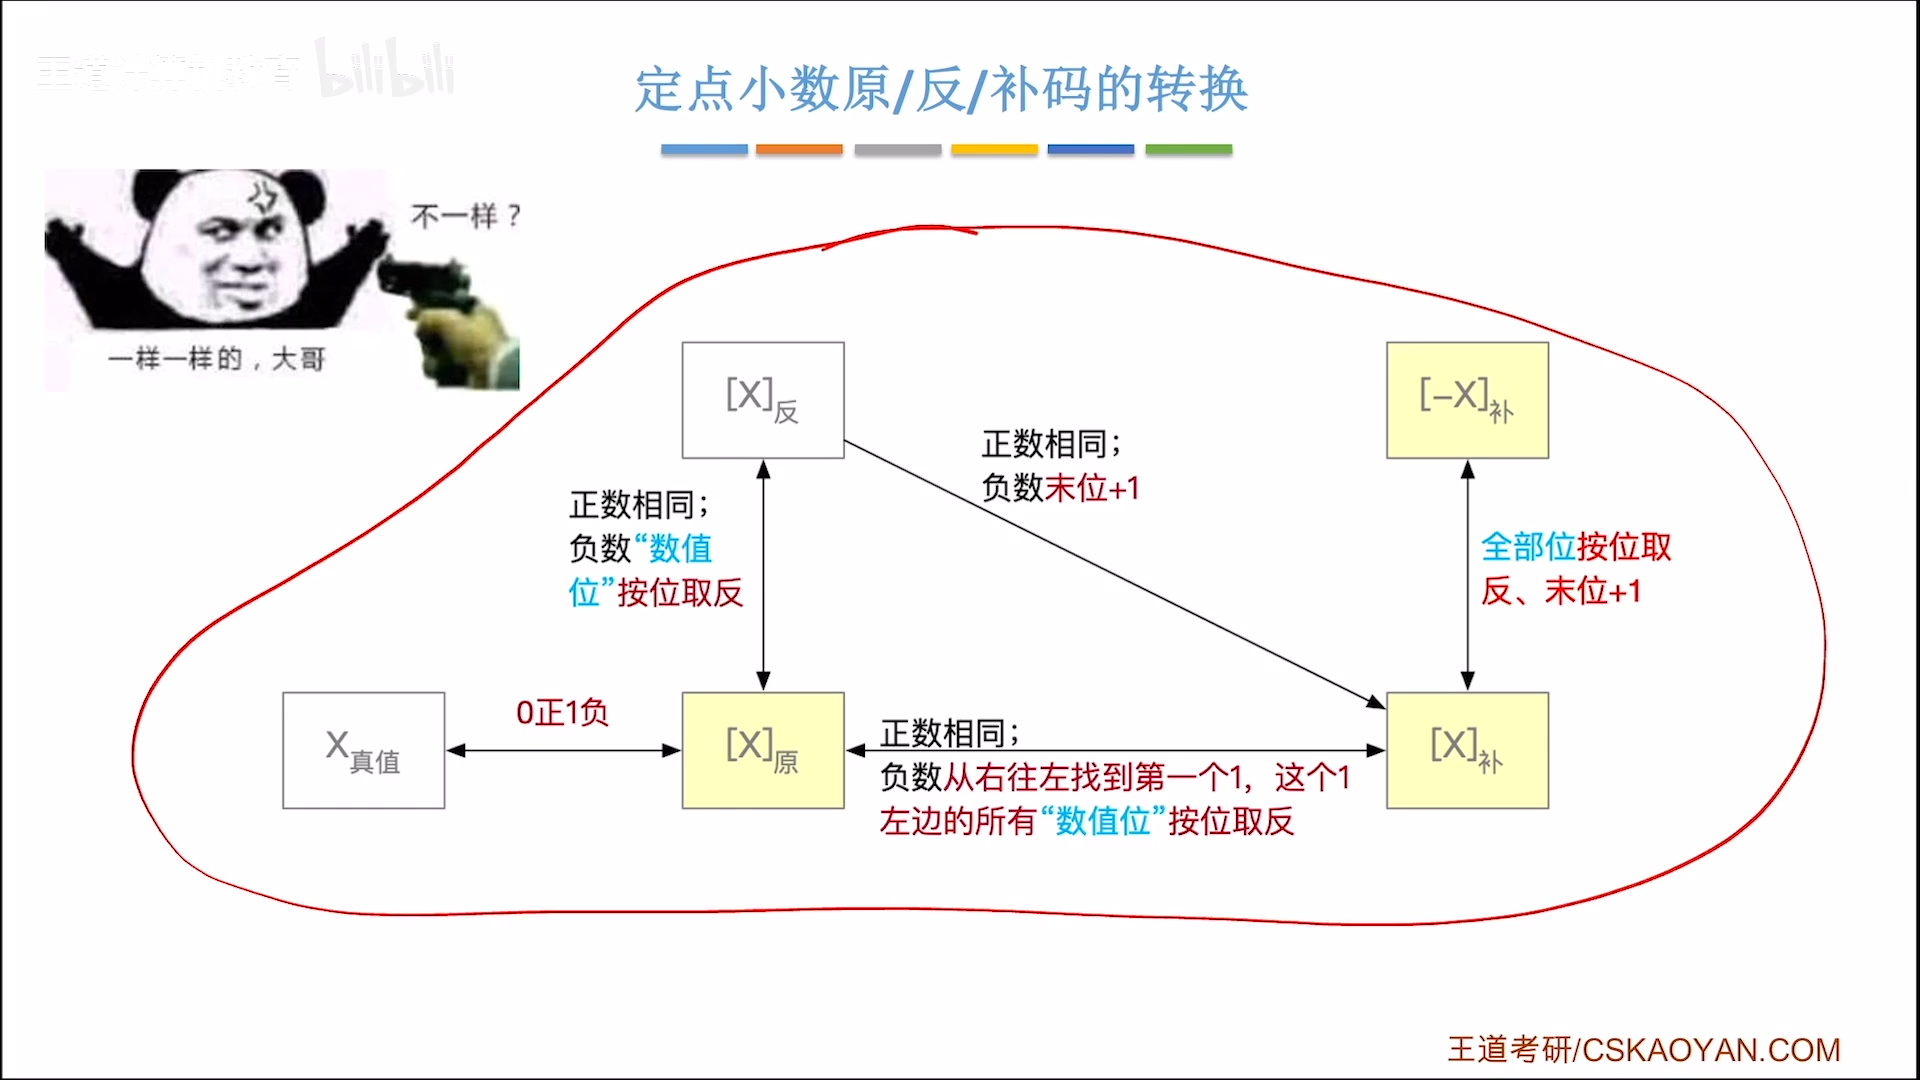 王道计算机教育 bilibili
定点小数原/反/补码的转换
不一样？
一样一样的，大哥
[X]反
[-X]补
正数相同；
负数末位+1
正数相同；
负数“数值
位”按位取反
全部位按位取
反、末位+1
X真值
0正1负
[X]原
正数相同；
负数从右往左找到第一个1，这个1
左边的所有“数值位”按位取反
[X]补
王道考研/CSKAOYAN.COM